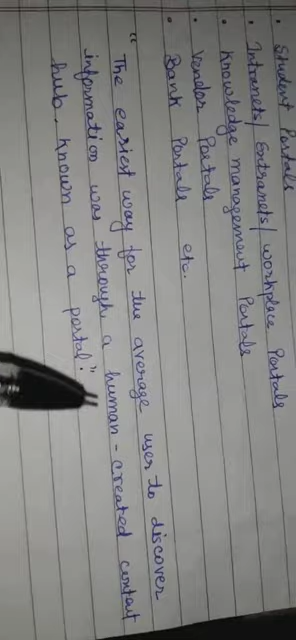 • Student Portals
• Intranets/ Extranets/ workplace Portals
• Knowledge management Portals
• Vendor Portals
• Bank Portals etc.
"The easiest way for the average user to discover
information was through a human-created content
hub, known as a portal."